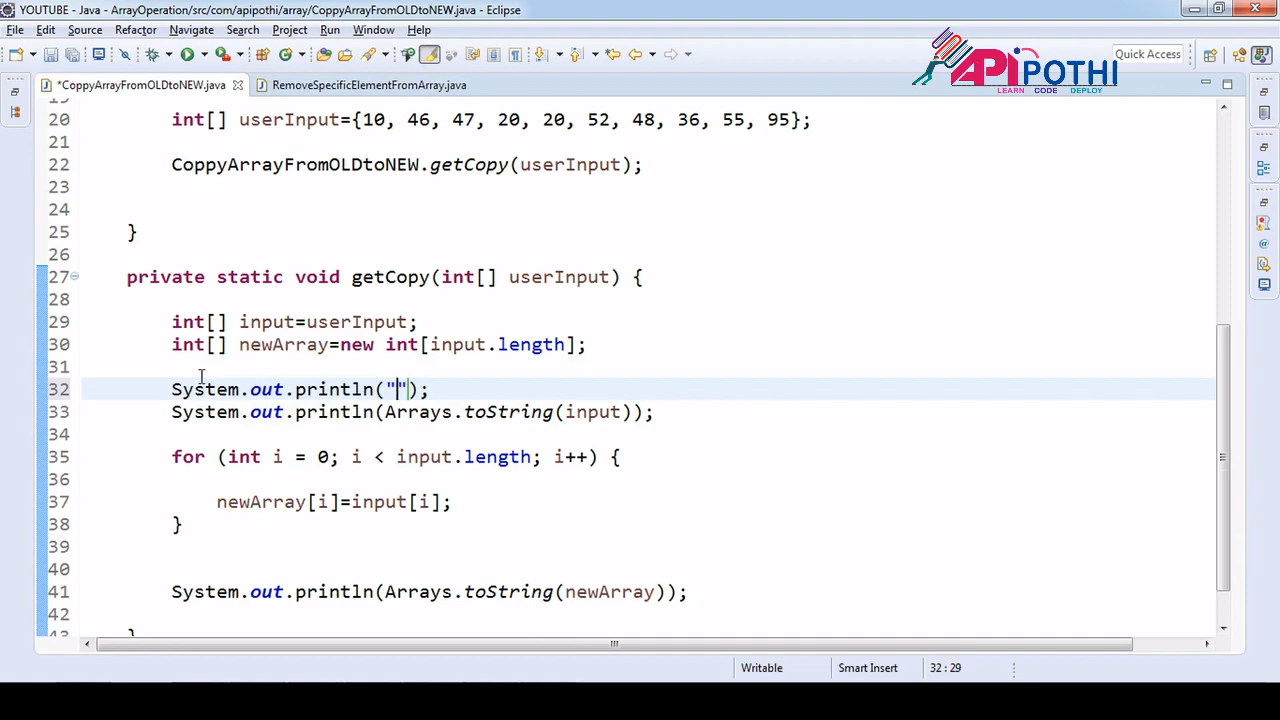 YOUTUBE - Java - ArrayOperation/src/com/apipothi/array/CoppyArrayFromOLDtoNEW.java - Eclipse
File Edit Source Refactor Navigate Search Project Run Window Help
Quick Access
APIPOTHI
LEARN CODE DEPLOY
*CoppyArrayFromOLDtoNEW.java RemoveSpecificElementFromArray.java
19
20 int[] userInput={10, 46, 47, 20, 20, 52, 48, 36, 55, 95};
21
22 CoppyArrayFromOLDtoNEW.getCopy(userInput);
23
24
25 }
26
27 private static void getCopy(int[] userInput) {
28
29 int[] input=userInput;
30 int[] newArray=new int[input.length];
31
32 System.out.println("");
33 System.out.println(Arrays.toString(input));
34
35 for (int i = 0; i < input.length; i++) {
36
37 newArray[i]=input[i];
38 }
39
40
41 System.out.println(Arrays.toString(newArray));
42
43 }
Writable Smart Insert 32 : 29